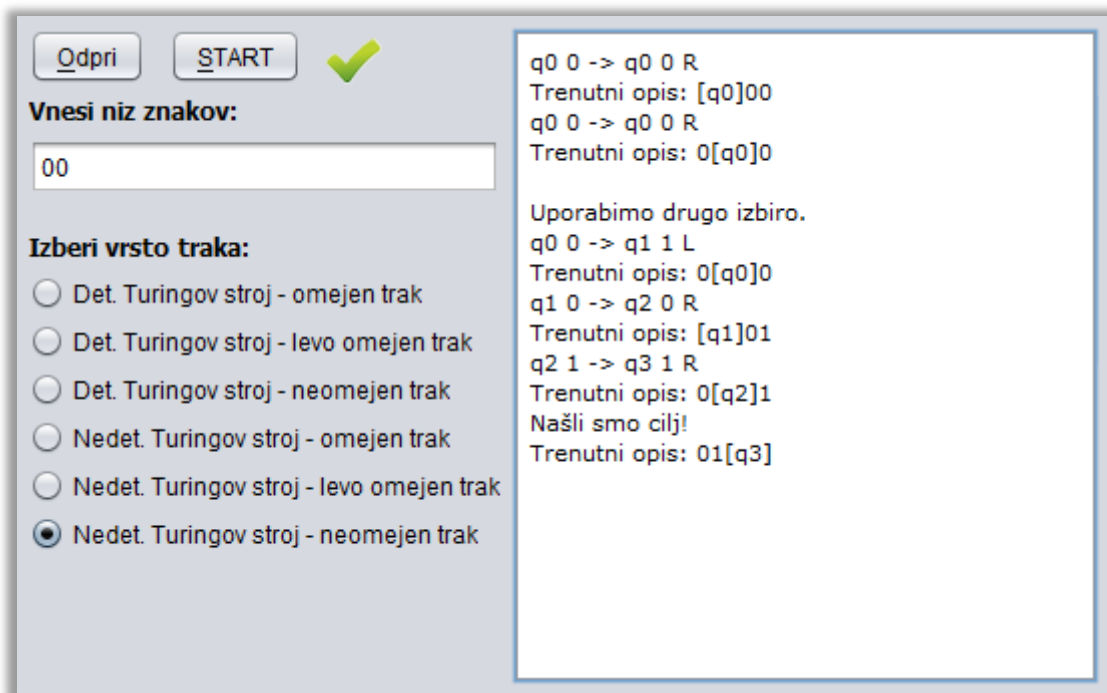 Odpri START
Vnesi niz znakov:
00
Izberi vrsto traka:
Det. Turingov stroj - omejen trak
Det. Turingov stroj - levo omejen trak
Det. Turingov stroj - neomejen trak
Nedet. Turingov stroj - omejen trak
Nedet. Turingov stroj - levo omejen trak
Nedet. Turingov stroj - neomejen trak
q0 0 -> q0 0 R
Trenutni opis: [q0]00
q0 0 -> q0 0 R
Trenutni opis: 0[q0]0
Uporabimo drugo izbiro.
q0 0 -> q1 1 L
Trenutni opis: 0[q0]0
q1 0 -> q2 0 R
Trenutni opis: [q1]01
q2 1 -> q3 1 R
Trenutni opis: 0[q2]1
Našli smo cilj!
Trenutni opis: 01[q3]